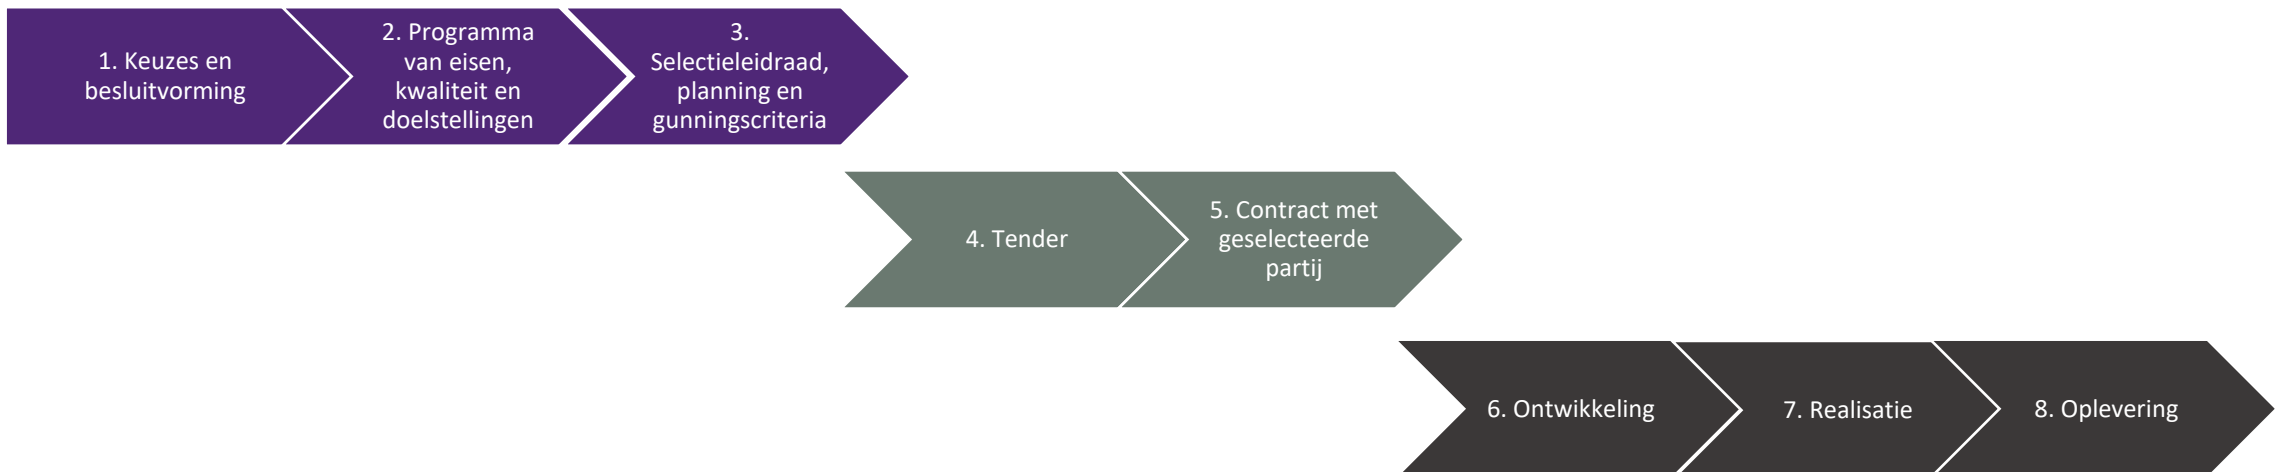 1. Keuzes en
besluitvorming
2. Programma
van eisen,
kwaliteit en
doelstellingen
3.
Selectieleidraad,
planning en
gunningscriteria
4. Tender
5. Contract met
geselecteerde
partij
6. Ontwikkeling
7. Realisatie
8. Oplevering